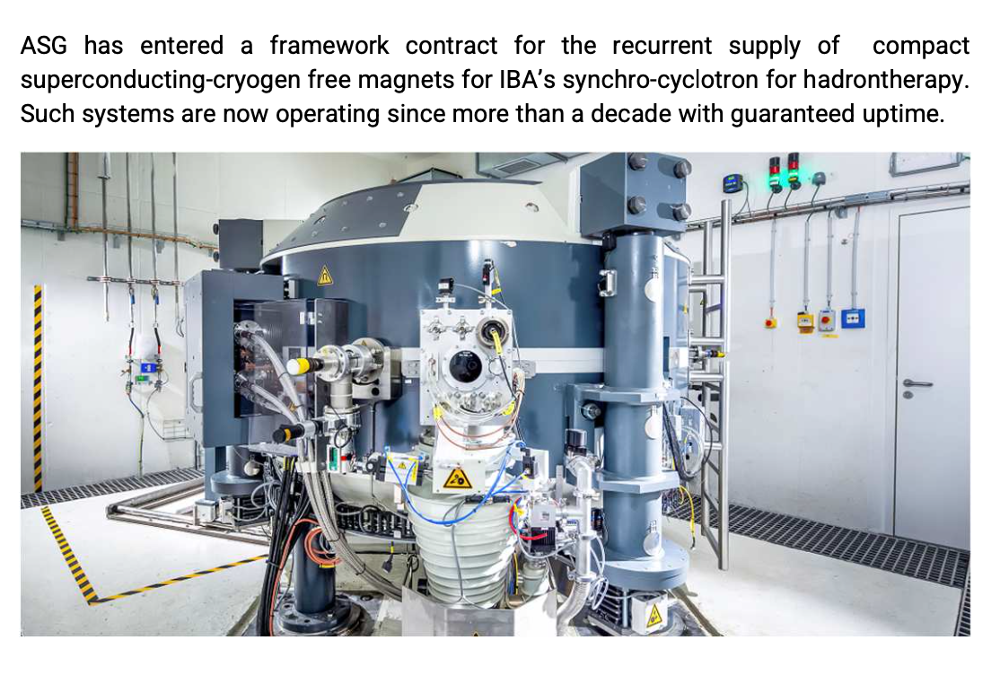 ASG has entered a framework contract for the recurrent supply of compact
superconducting-cryogen free magnets for IBA’s synchro-cyclotron for hadrontherapy.
Such systems are now operating since more than a decade with guaranteed uptime.